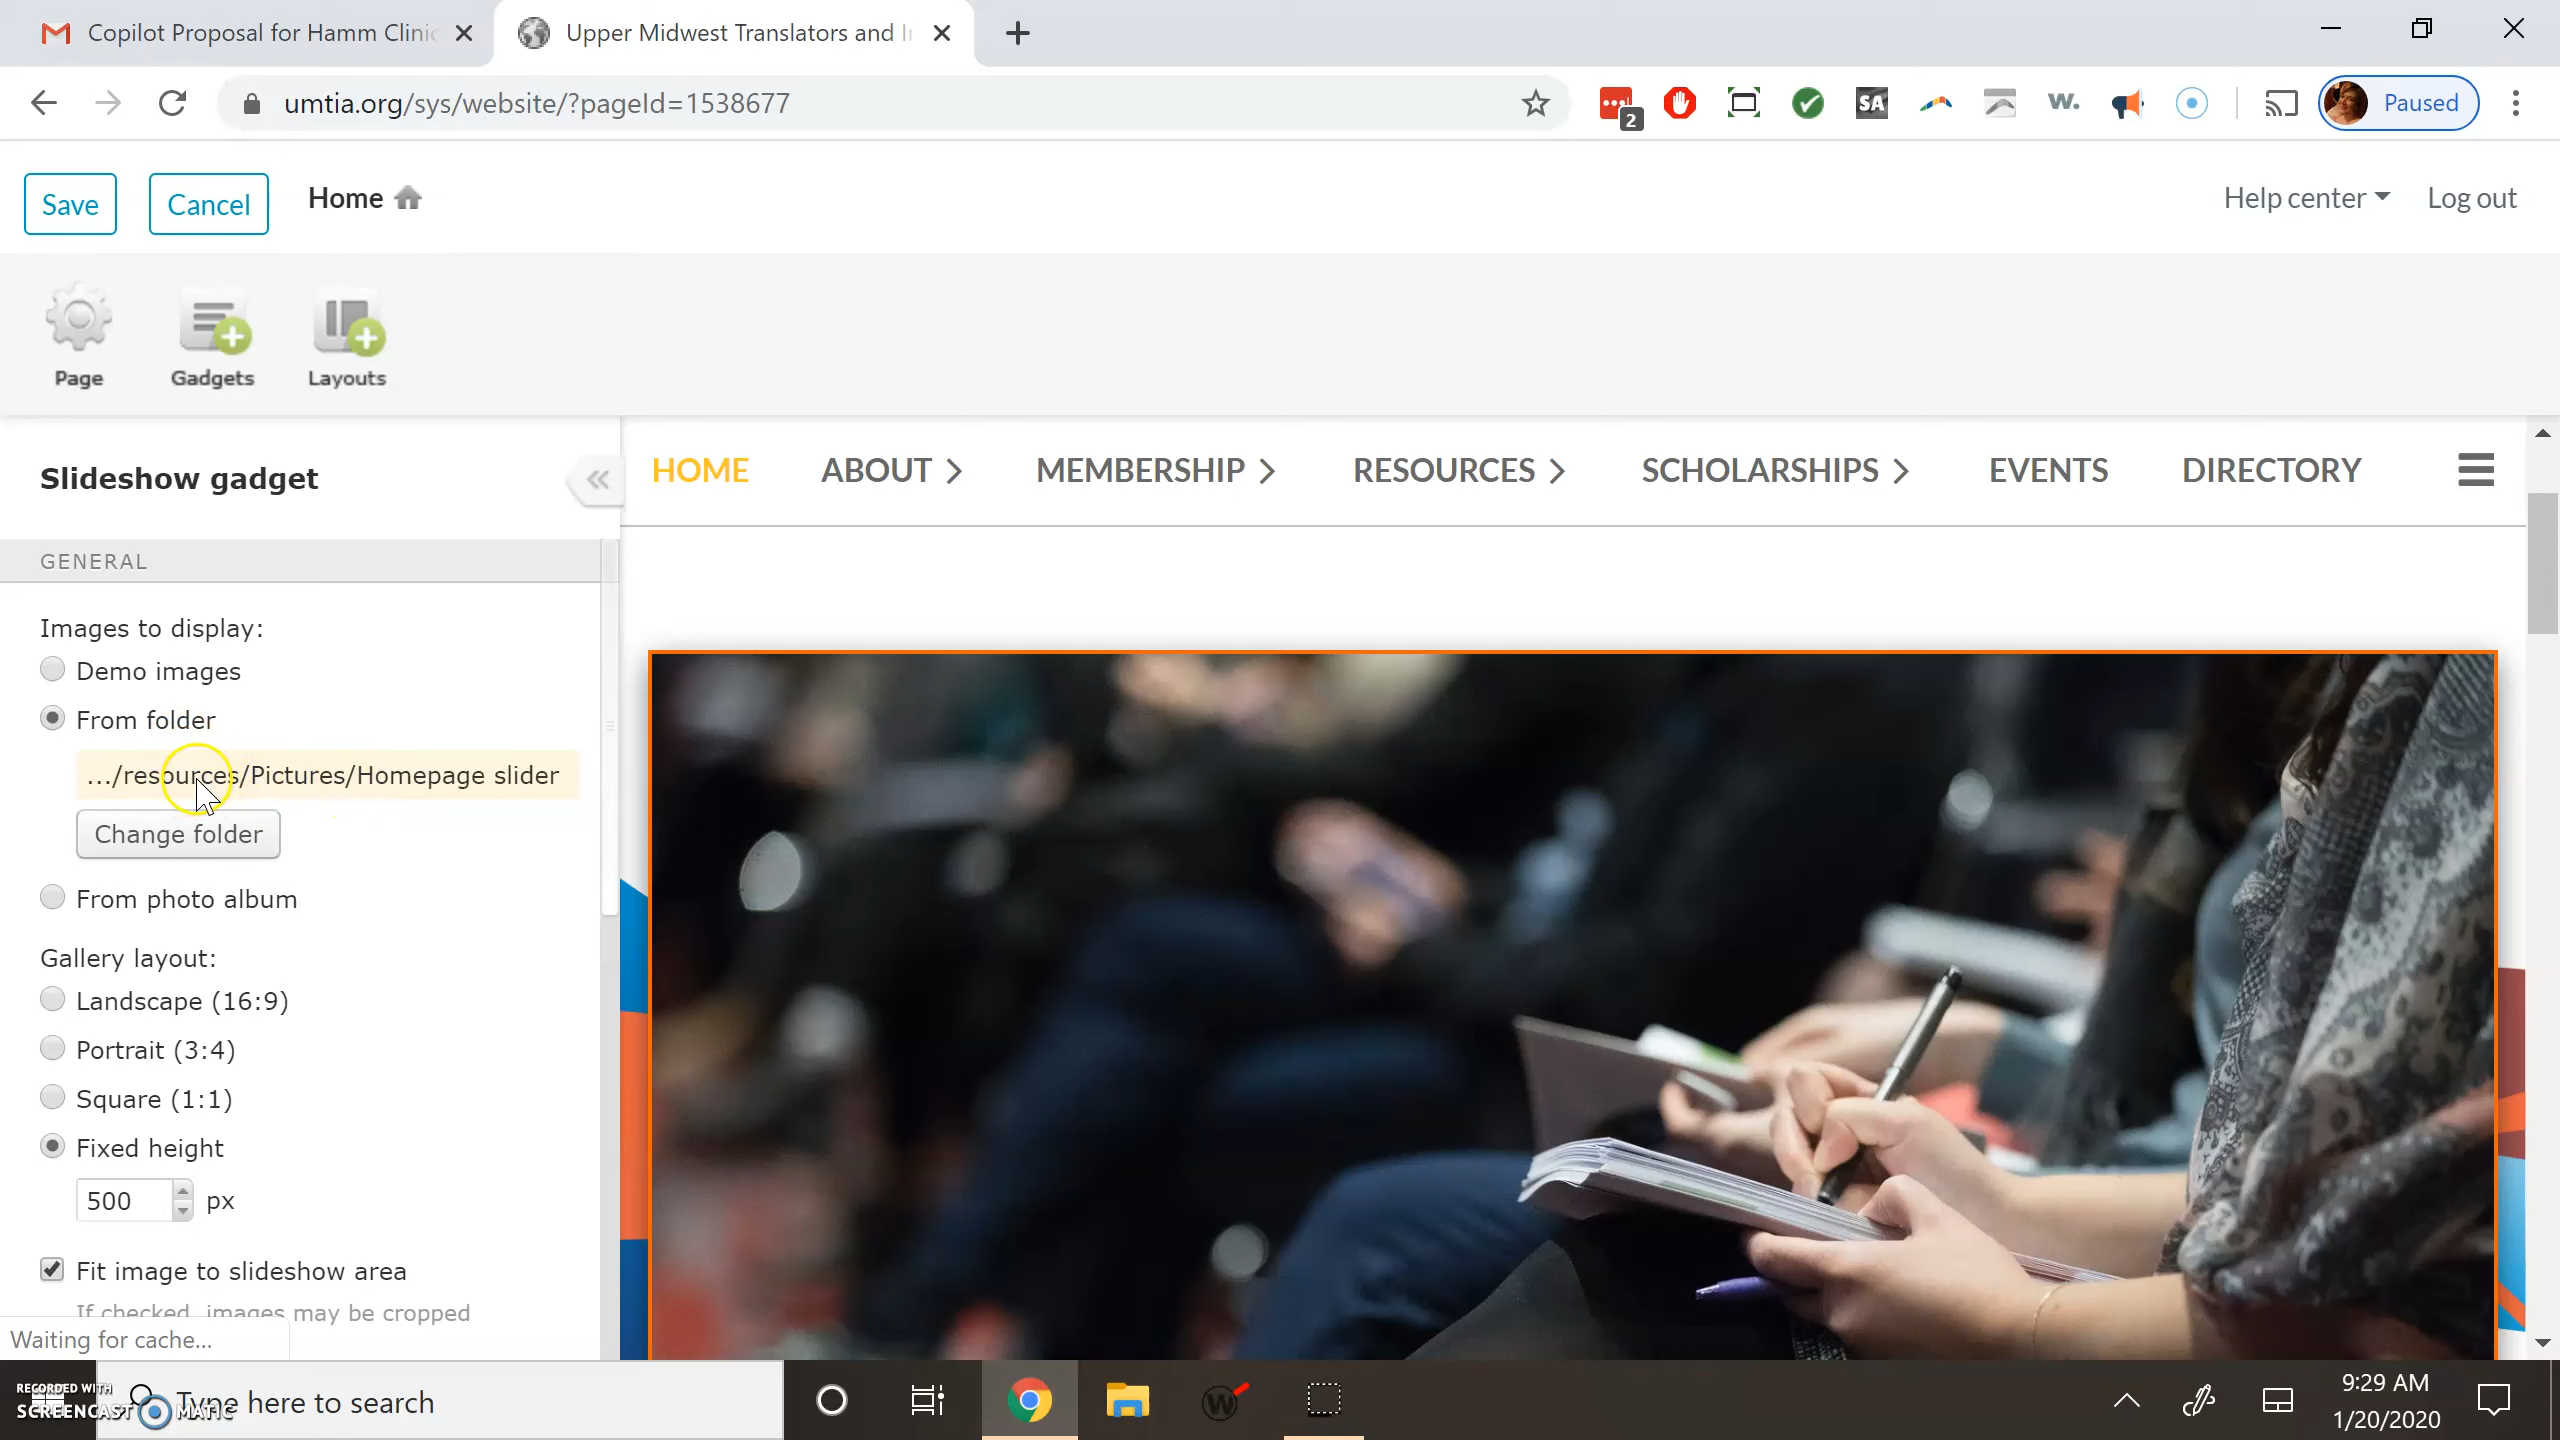 Copilot Proposal for Hamm Clinic
Upper Midwest Translators and I
umtia.org/sys/website/?pageId=1538677
2
SA
w.
Paused
Save
Cancel
Home
Help center
Log out
Page
Gadgets
Layouts
Slideshow gadget
HOME
ABOUT
MEMBERSHIP
RESOURCES
SCHOLARSHIPS
EVENTS
DIRECTORY
GENERAL
Images to display:
Demo images
From folder
.../resources/Pictures/Homepage slider
Change folder
From photo album
Gallery layout:
Landscape (16:9)
Portrait (3:4)
Square (1:1)
Fixed height
500 px
Fit image to slideshow area
If checked, images may be cropped
Waiting for cache...
RECORDED WITH
SCREENCAST MATIC
Type here to search
9:29 AM
1/20/2020